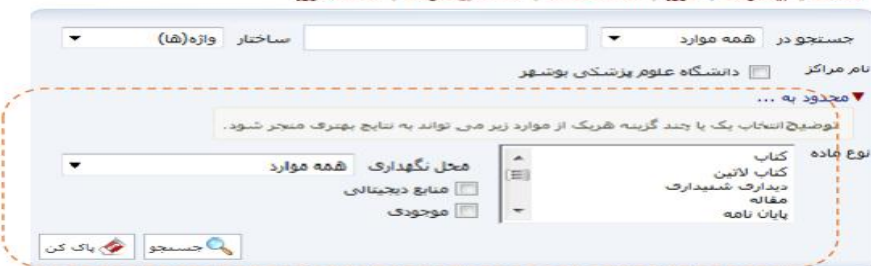 جستجو در همه موارد ساختار واژه(ها)
نام مراکز دانشگاه علوم پزشکی بوشهر
محدود به ...
توضیح:انتخاب یک یا چند گزینه هریک از موارد زیر می تواند به نتایج بهتری منجر شود.
نوع ماده کتاب
کتاب لاتین
دیداری شنیداری
مقاله
پایان نامه
محل نگهداری همه موارد
منابع دیجیتالی
موجودی
جستجو پاک کن